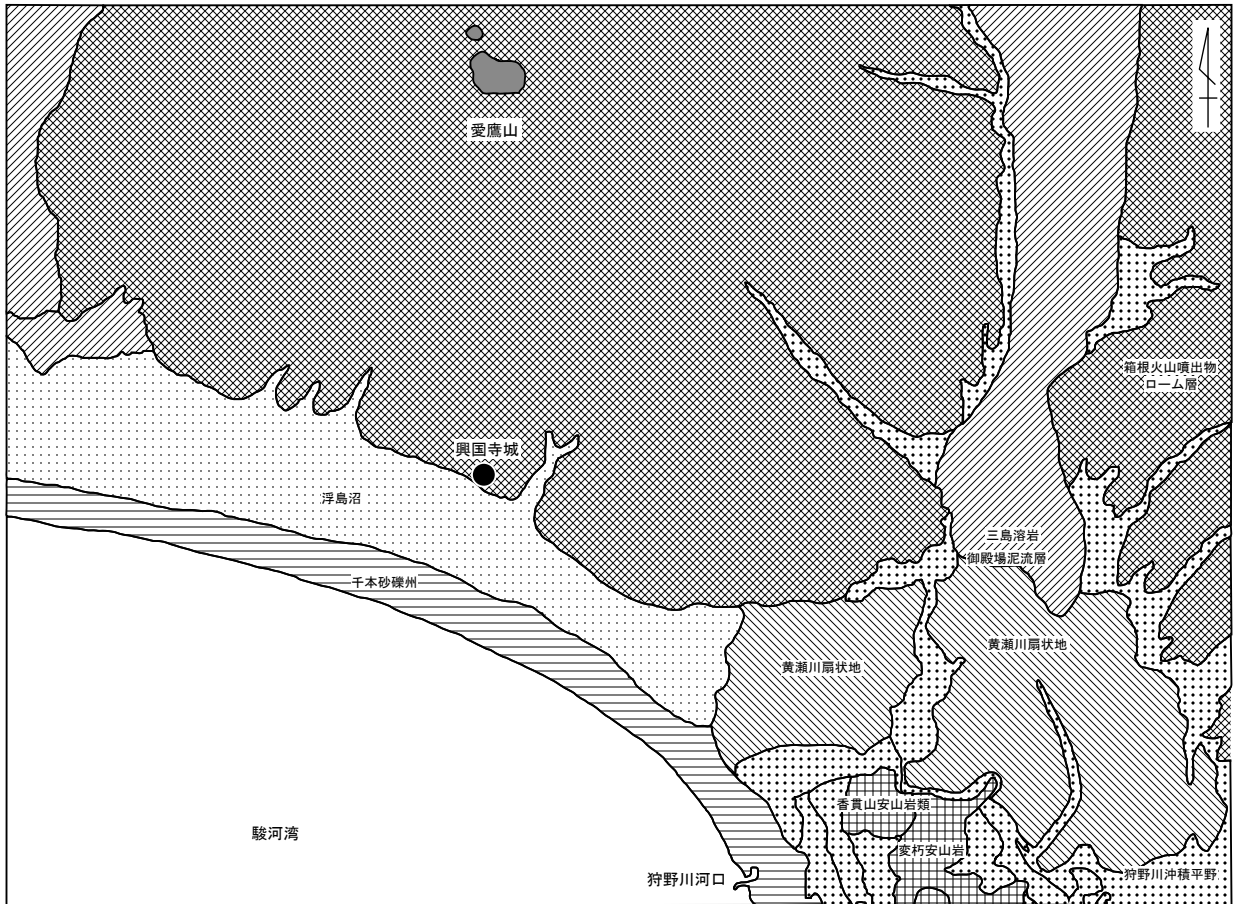 愛鷹山
箱根火山噴出物
ローム層
興国寺城
浮島沼
三島溶岩
御殿場泥流層
千本砂礫州
黄瀬川扇状地
黄瀬川扇状地
香貫山安山岩類
駿河湾
変朽安山岩
狩野川河口
狩野川沖積平野